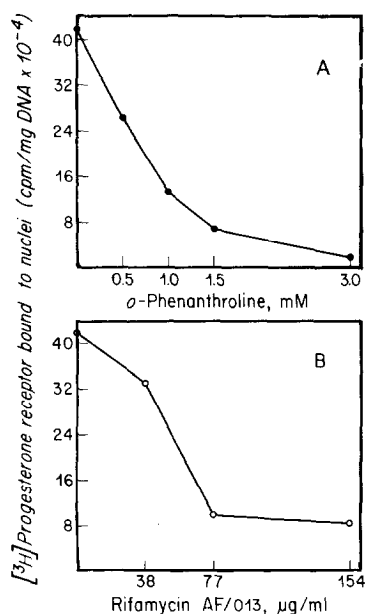 [³H]Progesterone receptor bound to nuclei (cpm/mg DNA x 10⁻⁴)
A
40
32
24
16
8
0.5 1.0 1.5 3.0
o-Phenanthroline, mM
B
40
32
24
16
8
38 77 154
Rifamycin AF/013, µg/ml